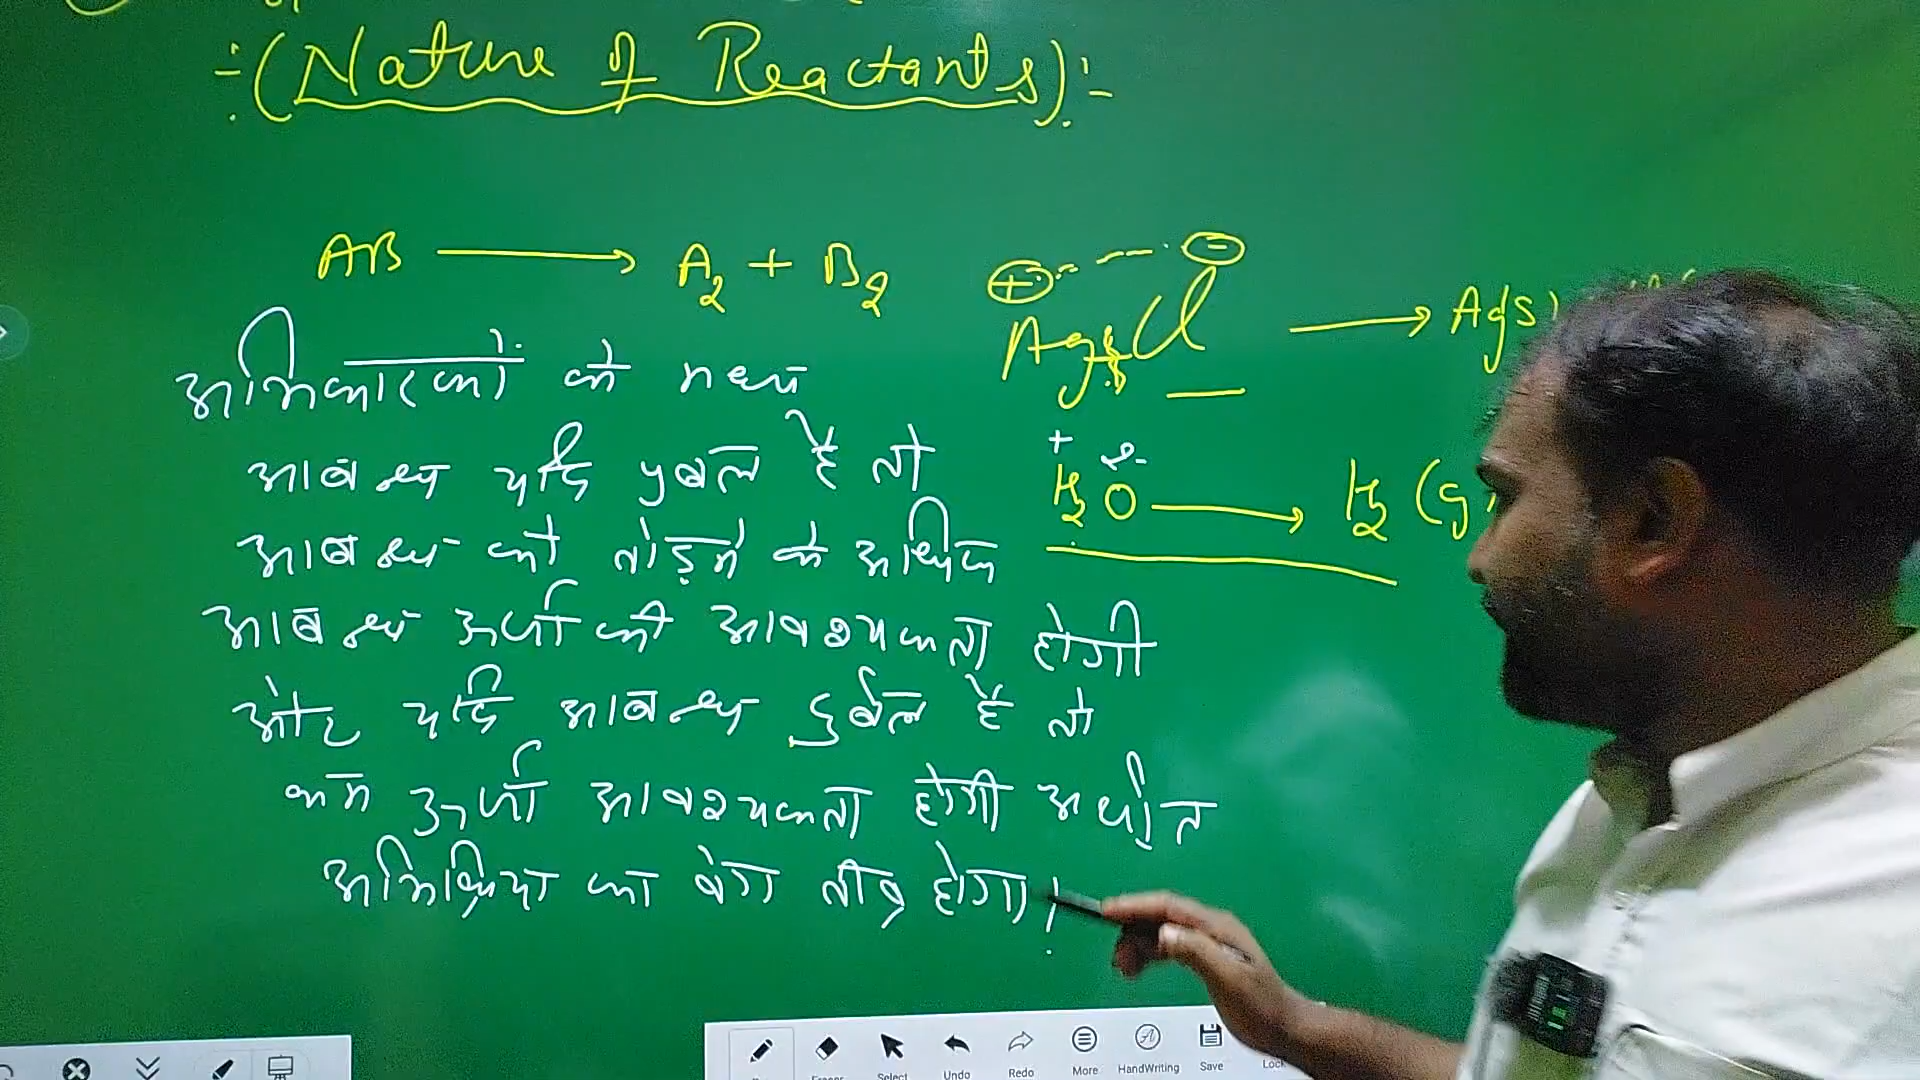 ÷(Nature of Reactants)÷
AB ⟶ A₂ + B₂
⊕ ---- ⊖
AgCl ⟶ Ag(s)
+
H₂O ⟶ H₂ (g
अभिकारकों के मध्य
आबन्ध यदि प्रबल है तो
आबन्ध को तोड़ने के अधिक
आबन्ध ऊर्जा की आवश्यकता होगी
और यदि आबन्ध दुर्बल है तो
कम ऊर्जा आवश्यकता होगी अर्थात
अभिक्रिया का वेग तीव्र होगा।
Select Undo Redo More HandWriting Save